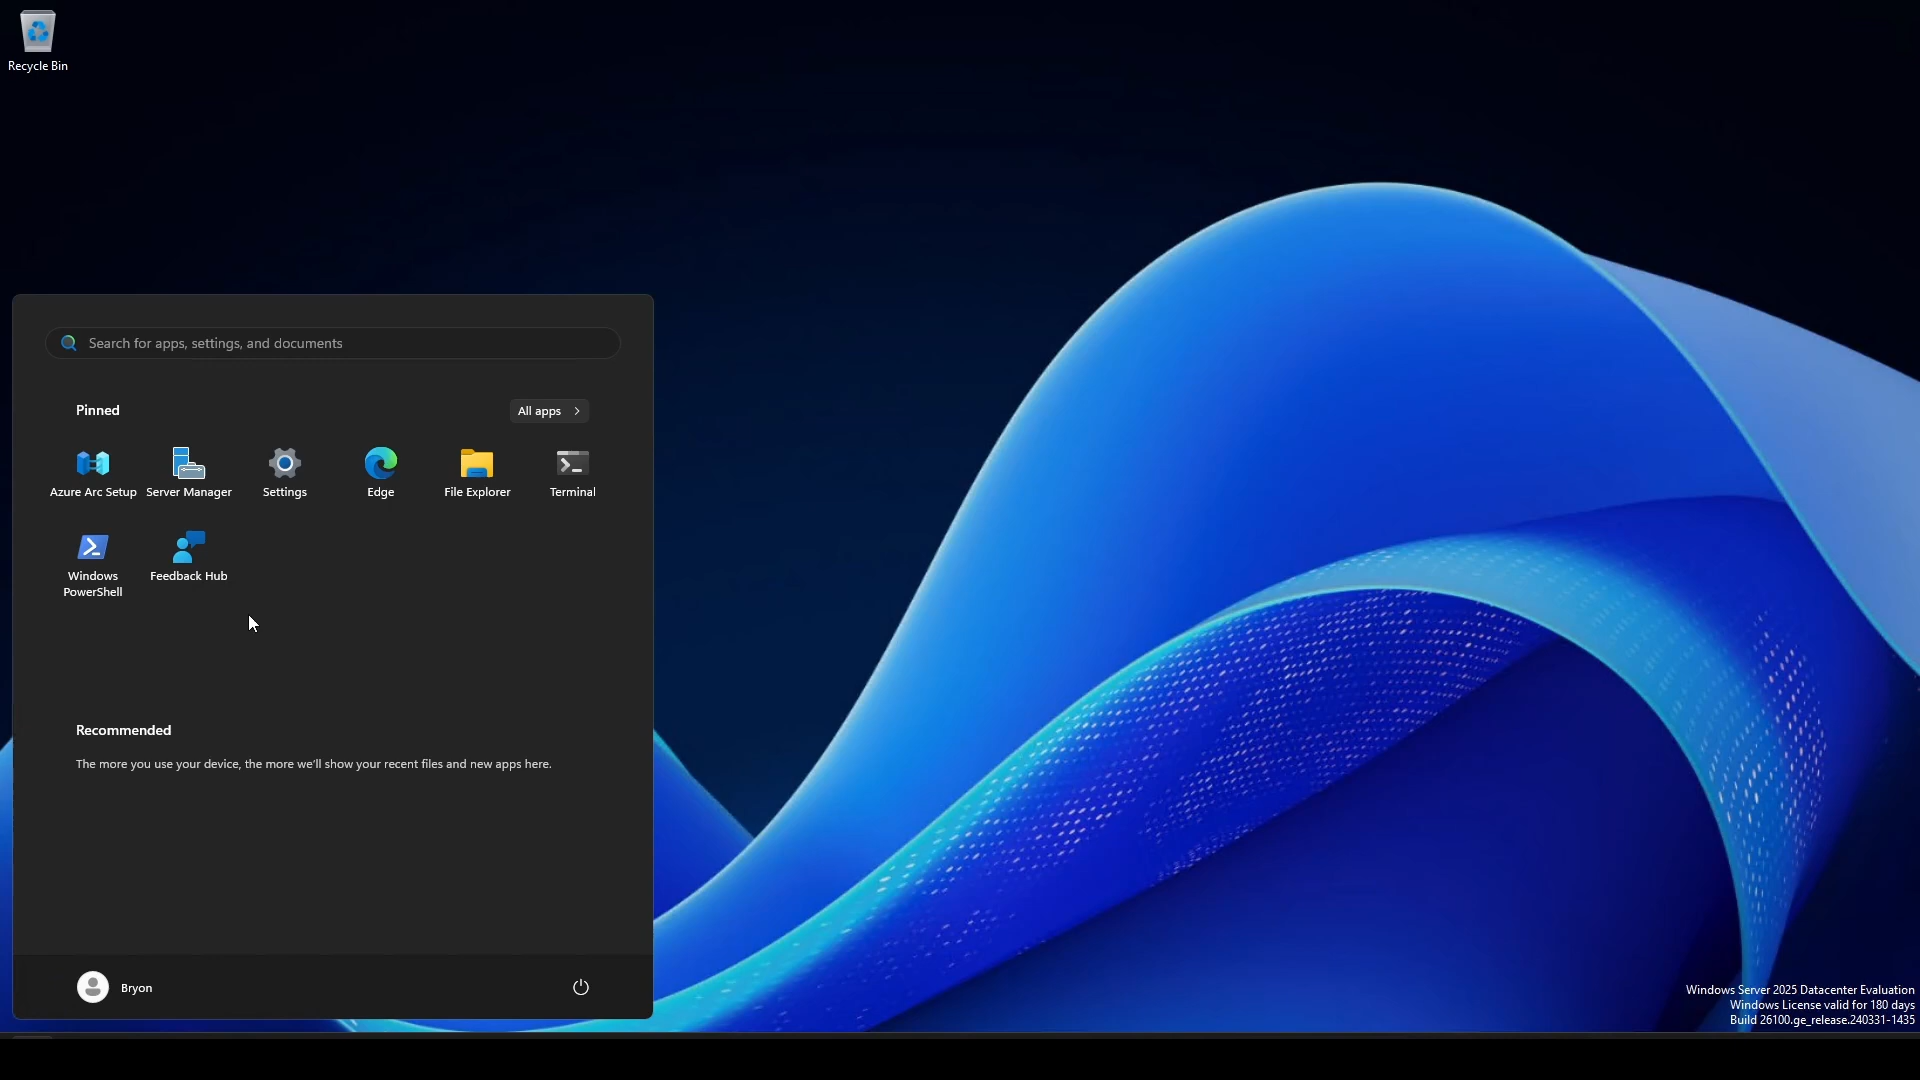 Recycle Bin
Search for apps, settings, and documents
Pinned
All apps
Azure Arc Setup
Server Manager
Settings
Edge
File Explorer
Terminal
Windows
PowerShell
Feedback Hub
Recommended
The more you use your device, the more we'll show your recent files and new apps here.
Bryon
Windows Server 2025 Datacenter Evaluation
Windows License valid for 180 days
Build 26100.ge_release.240331-1435